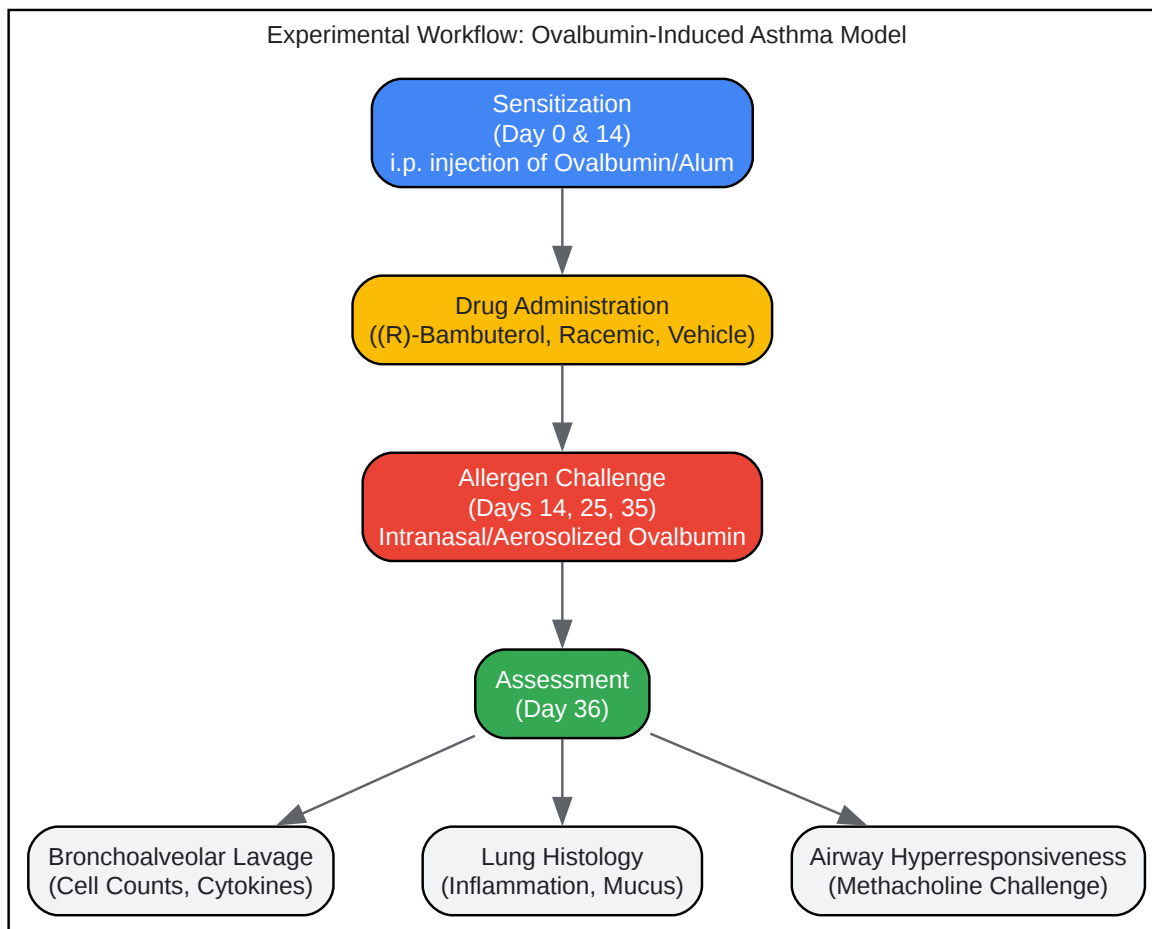 Experimental Workflow: Ovalbumin-Induced Asthma Model
Sensitization
(Day 0 & 14)
i.p. injection of Ovalbumin/Alum
Drug Administration
((R)-Bambuterol, Racemic, Vehicle)
Allergen Challenge
(Days 14, 25, 35)
Intranasal/Aerosolized Ovalbumin
Assessment
(Day 36)
Bronchoalveolar Lavage
(Cell Counts, Cytokines)
Lung Histology
(Inflammation, Mucus)
Airway Hyperresponsiveness
(Methacholine Challenge)